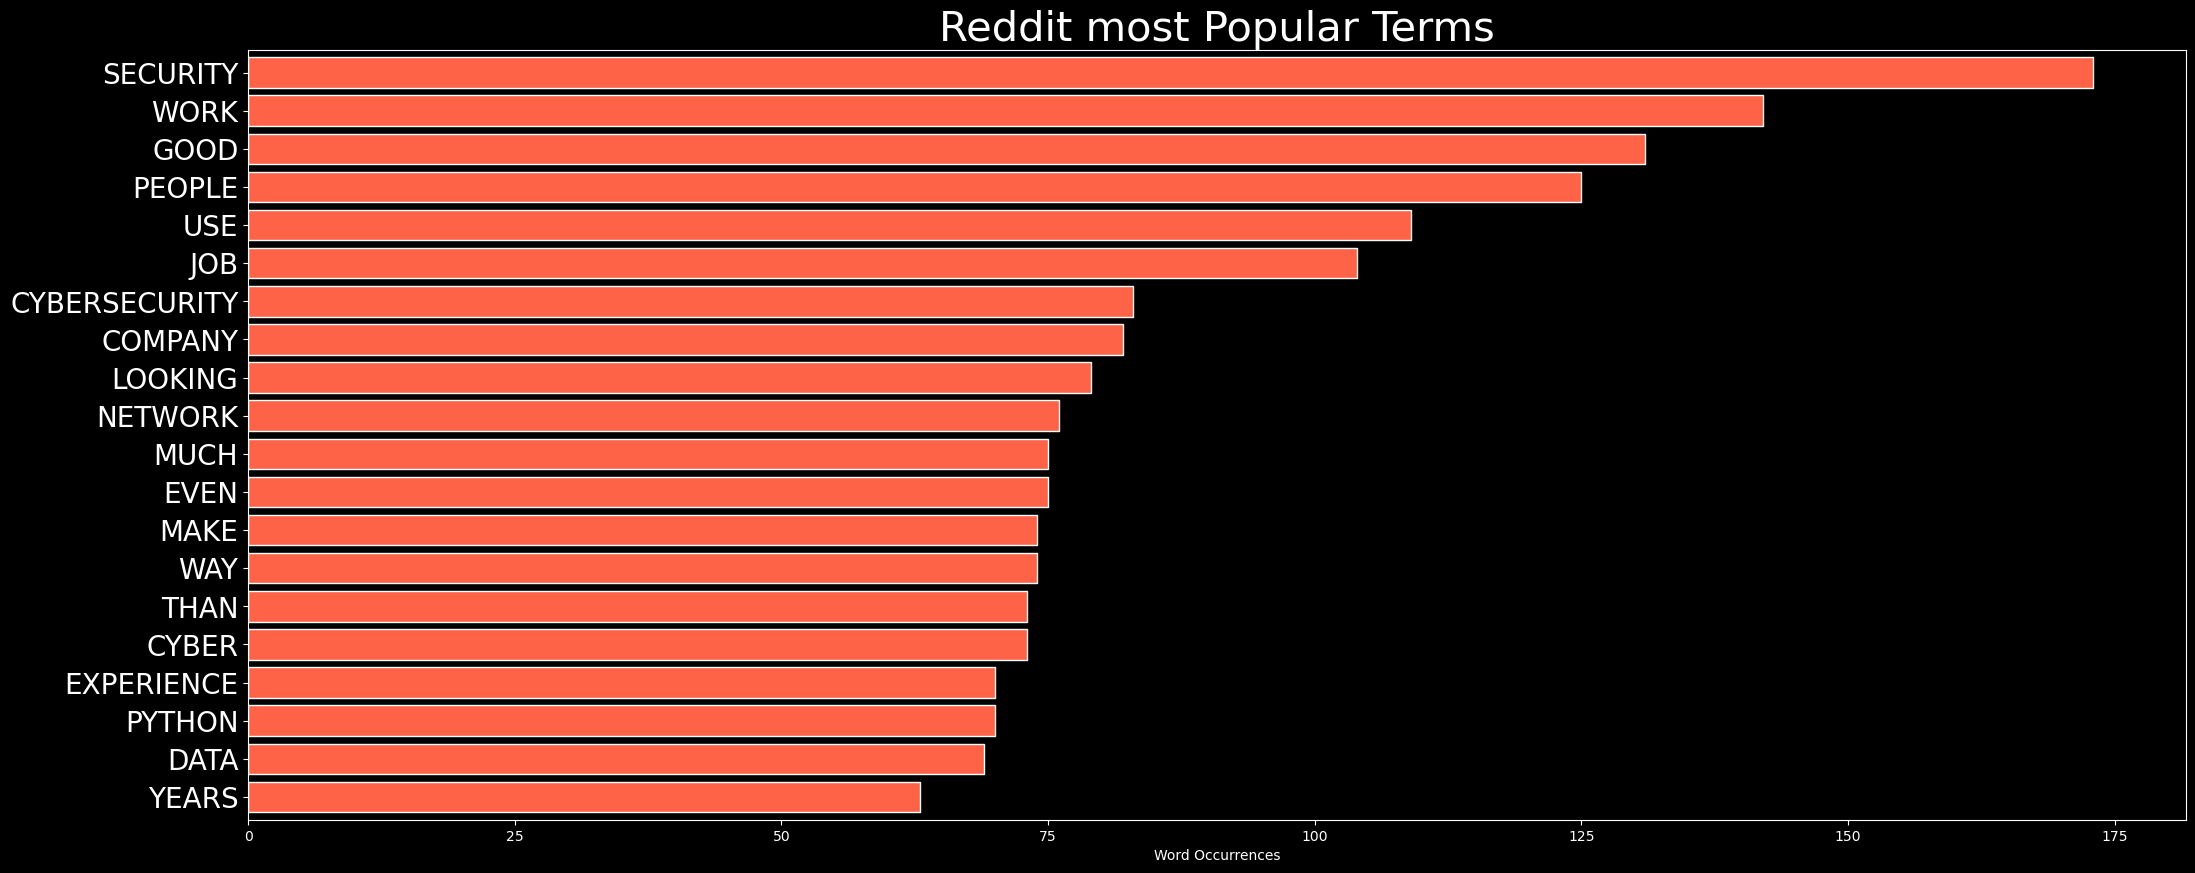 Reddit most Popular Terms
SECURITY
WORK
GOOD
PEOPLE
USE
JOB
CYBERSECURITY
COMPANY
LOOKING
NETWORK
MUCH
EVEN
MAKE
WAY
THAN
CYBER
EXPERIENCE
PYTHON
DATA
YEARS
0 25 50 75 100 125 150 175
Word Occurrences